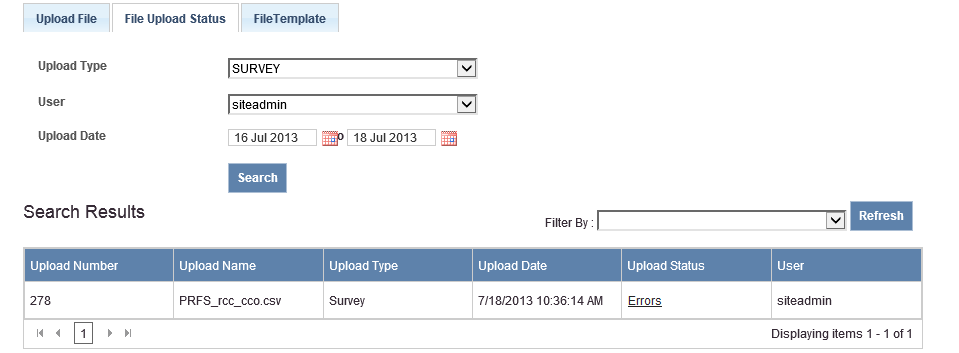 Upload File File Upload Status FileTemplate
Upload Type SURVEY
User siteadmin
Upload Date 16 Jul 2013 o 18 Jul 2013
Search
Search Results
Filter By : Refresh
Upload Number Upload Name Upload Type Upload Date Upload Status User
278 PRFS_rcc_cco.csv Survey 7/18/2013 10:36:14 AM Errors siteadmin
1 Displaying items 1 - 1 of 1